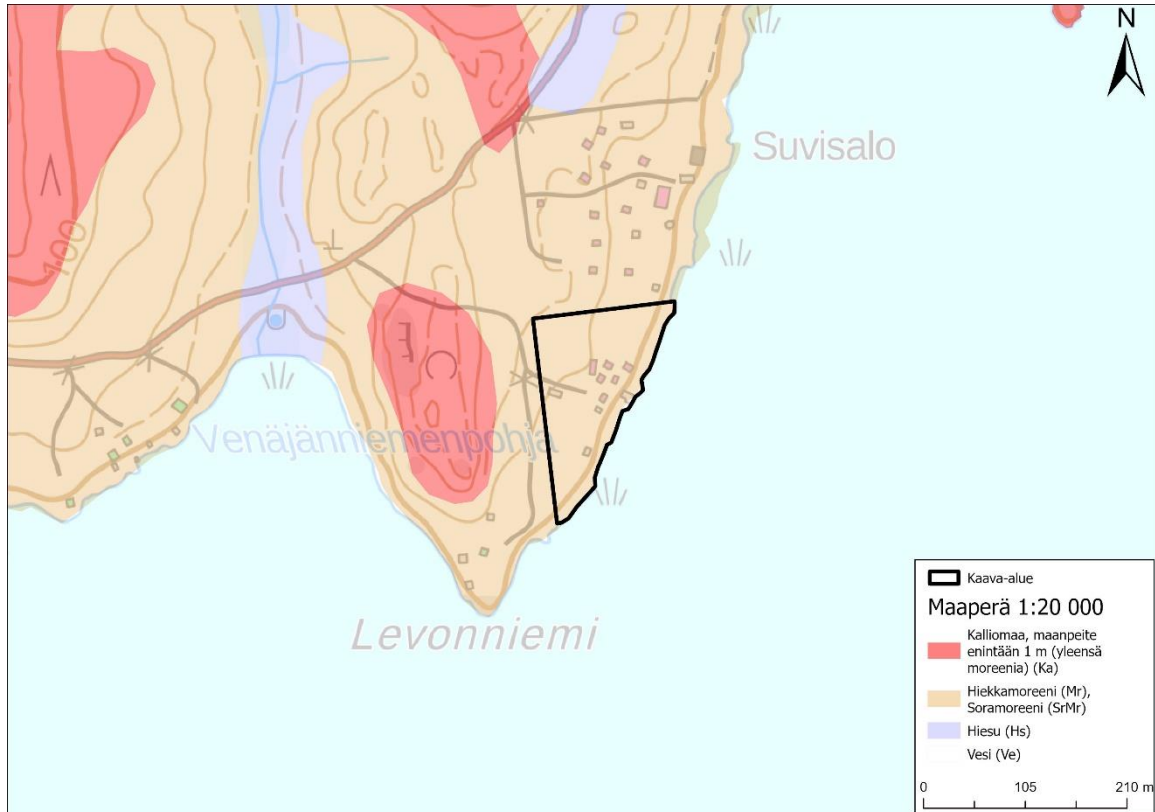 N
Suvisalo
100
Venäjänniemenpohja
Levonniemi
Kaava-alue
Maaperä 1:20 000
Kalliomaa, maanpeite
enintään 1 m (yleensä
moreenia) (Ka)
Hiekkamoreeni (Mr),
Soramoreeni (SrMr)
Hiesu (Hs)
Vesi (Ve)
0 105 210 m